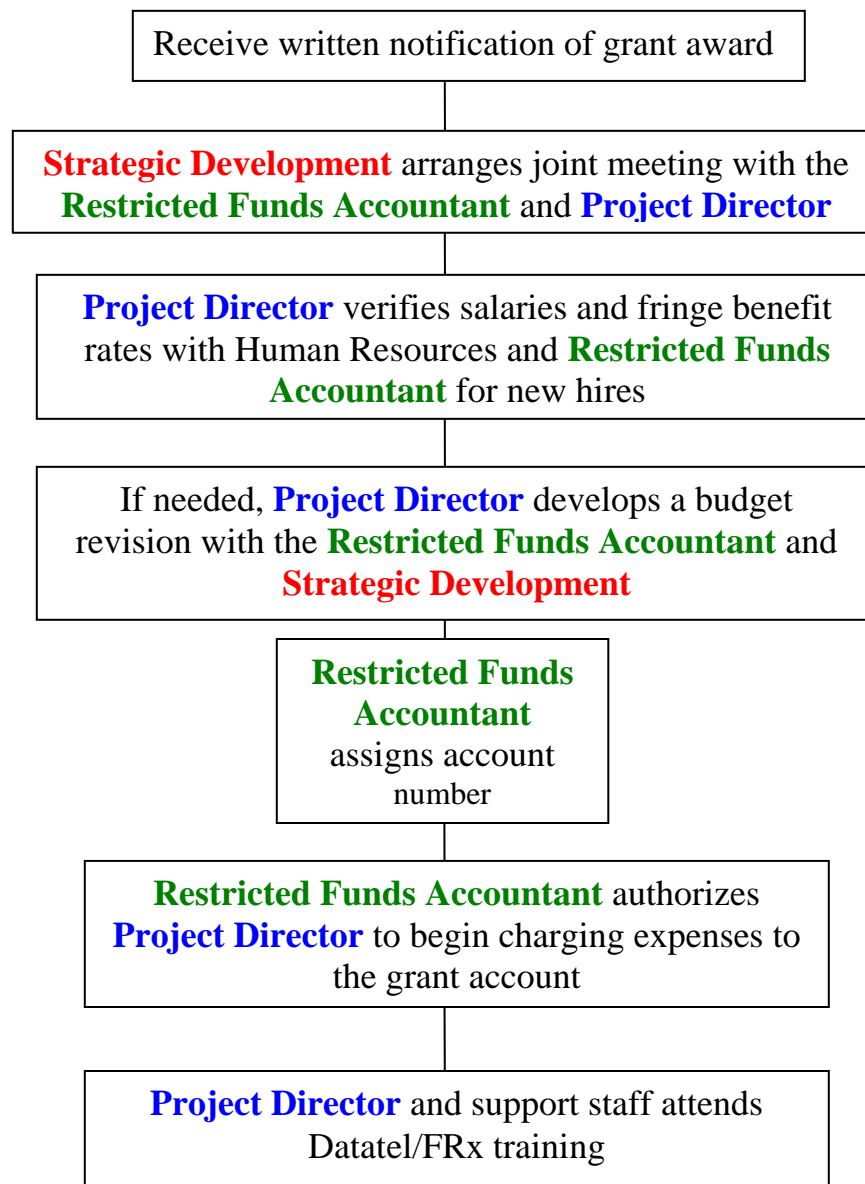 Receive written notification of grant award
Strategic Development arranges joint meeting with the
Restricted Funds Accountant and Project Director
Project Director verifies salaries and fringe benefit
rates with Human Resources and Restricted Funds
Accountant for new hires
If needed, Project Director develops a budget
revision with the Restricted Funds Accountant and
Strategic Development
Restricted Funds
Accountant
assigns account
number
Restricted Funds Accountant authorizes
Project Director to begin charging expenses to
the grant account
Project Director and support staff attends
Datatel/FRx training